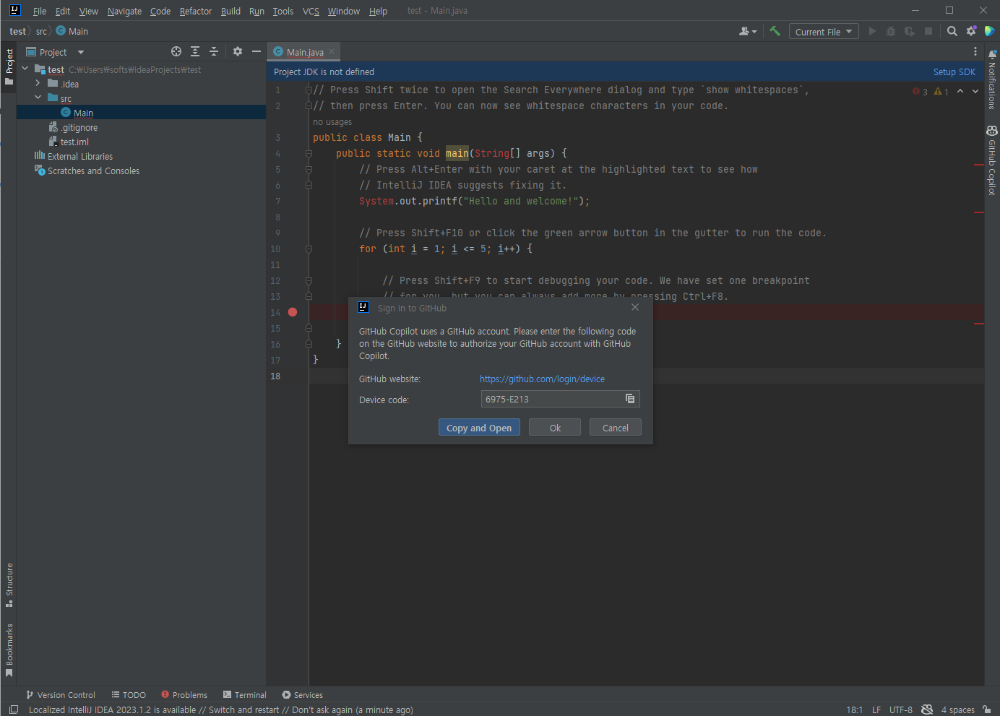 File Edit View Navigate Code Refactor Build Run Tools VCS Window Help test - Main.java
test src Main
Current File
Project
Project
Main.java
test C:₩Users₩softs₩IdeaProjects₩test
.idea
src
Main
.gitignore
test.iml
External Libraries
Scratches and Consoles
Project JDK is not defined Setup SDK
3 1
1 // Press Shift twice to open the Search Everywhere dialog and type `show whitespaces`,
2 // then press Enter. You can now see whitespace characters in your code.
no usages
3 public class Main {
4 public static void main(String[] args) {
5 // Press Alt+Enter with your caret at the highlighted text to see how
6 // IntelliJ IDEA suggests fixing it.
7 System.out.printf("Hello and welcome!");
8
9 // Press Shift+F10 or click the green arrow button in the gutter to run the code.
10 for (int i = 1; i <= 5; i++) {
11
12 // Press Shift+F9 to start debugging your code. We have set one breakpoint
13 // for you, but you can always add more by pressing Ctrl+F8.
14
15
16 }
17 }
18
Sign in to GitHub
GitHub Copilot uses a GitHub account. Please enter the following code
on the GitHub website to authorize your GitHub account with GitHub
Copilot.
GitHub website: https://github.com/login/device
Device code: 6975-E213
Copy and Open Ok Cancel
Notifications
GitHub Copilot
Structure
Bookmarks
Version Control TODO Problems Terminal Services
Localized IntelliJ IDEA 2023.1.2 is available // Switch and restart // Don't ask again (a minute ago) 18:1 LF UTF-8 4 spaces